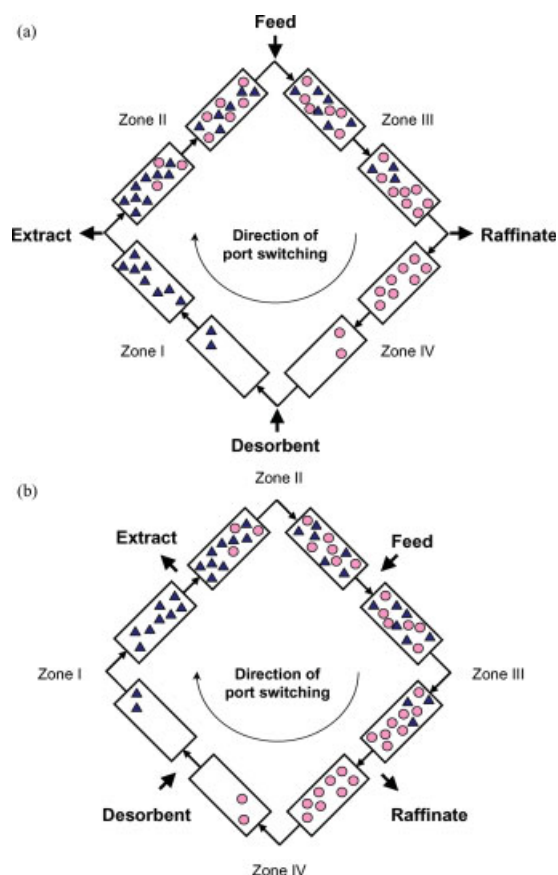 (a)
Feed
Zone II
Zone III
Extract
Direction of
port switching
Raffinate
Zone I
Zone IV
Desorbent
(b)
Zone II
Extract
Feed
Zone I
Direction of
port switching
Zone III
Desorbent
Raffinate
Zone IV